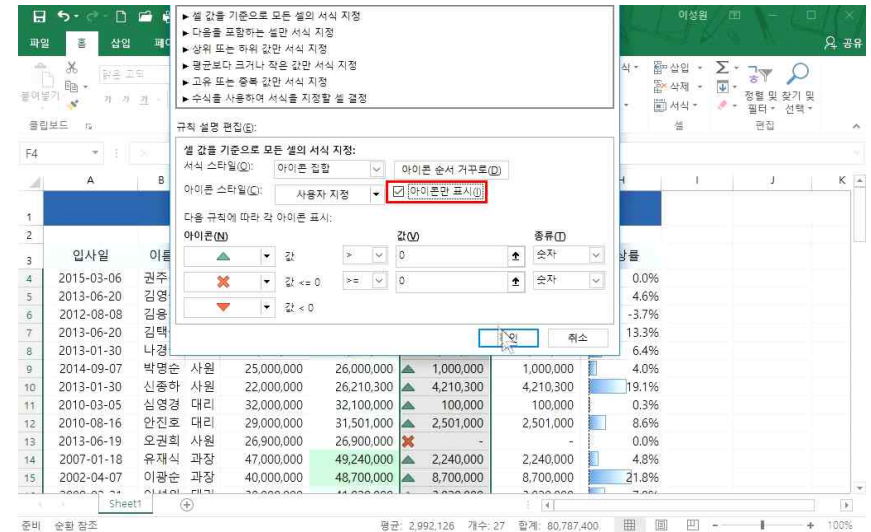 이성원
파일 홈 삽입 공유
맑은 고딕
삽입
삭제
서식
정렬 및 찾기 및
필터 선택
클립보드 셀 편집
► 셀 값을 기준으로 모든 셀의 서식 지정
► 다음을 포함하는 셀만 서식 지정
► 상위 또는 하위 값만 서식 지정
► 평균보다 크거나 작은 값만 서식 지정
► 고유 또는 중복 값만 서식 지정
► 수식을 사용하여 서식을 지정할 셀 결정
규칙 설명 편집(E):
셀 값을 기준으로 모든 셀의 서식 지정:
서식 스타일(O): 아이콘 집합 아이콘 순서 거꾸로(D)
아이콘 스타일(C): 사용자 지정 아이콘만 표시(I)
다음 규칙에 따라 각 아이콘 표시:
아이콘(N) 값(V) 종류(T)
값 > 0 숫자
값 <= 0 >= 0 숫자
값 < 0
취소
F4
A B H I J K
1
2
3 입사일
4 2015-03-06 권주 0.0%
5 2013-06-20 김영 4.6%
6 2012-08-08 김용 -3.7%
7 2013-06-20 김택 13.3%
8 2013-01-30 나경 6.4%
9 2014-09-07 박명순 사원 25,000,000 26,000,000 1,000,000 1,000,000 4.0%
10 2013-01-30 신종하 사원 22,000,000 26,210,300 4,210,300 4,210,300 19.1%
11 2010-03-05 심영경 대리 32,000,000 32,100,000 100,000 100,000 0.3%
12 2010-08-16 안진호 대리 29,000,000 31,501,000 2,501,000 2,501,000 8.6%
13 2013-06-19 오권희 사원 26,900,000 26,900,000 - - 0.0%
14 2007-01-18 유재식 과장 47,000,000 49,240,000 2,240,000 2,240,000 4.8%
15 2002-04-07 이광순 과장 40,000,000 48,700,000 8,700,000 8,700,000 21.8%
Sheet1
준비 순환 참조 평균: 2,992,126 개수: 27 합계: 80,787,400 100%